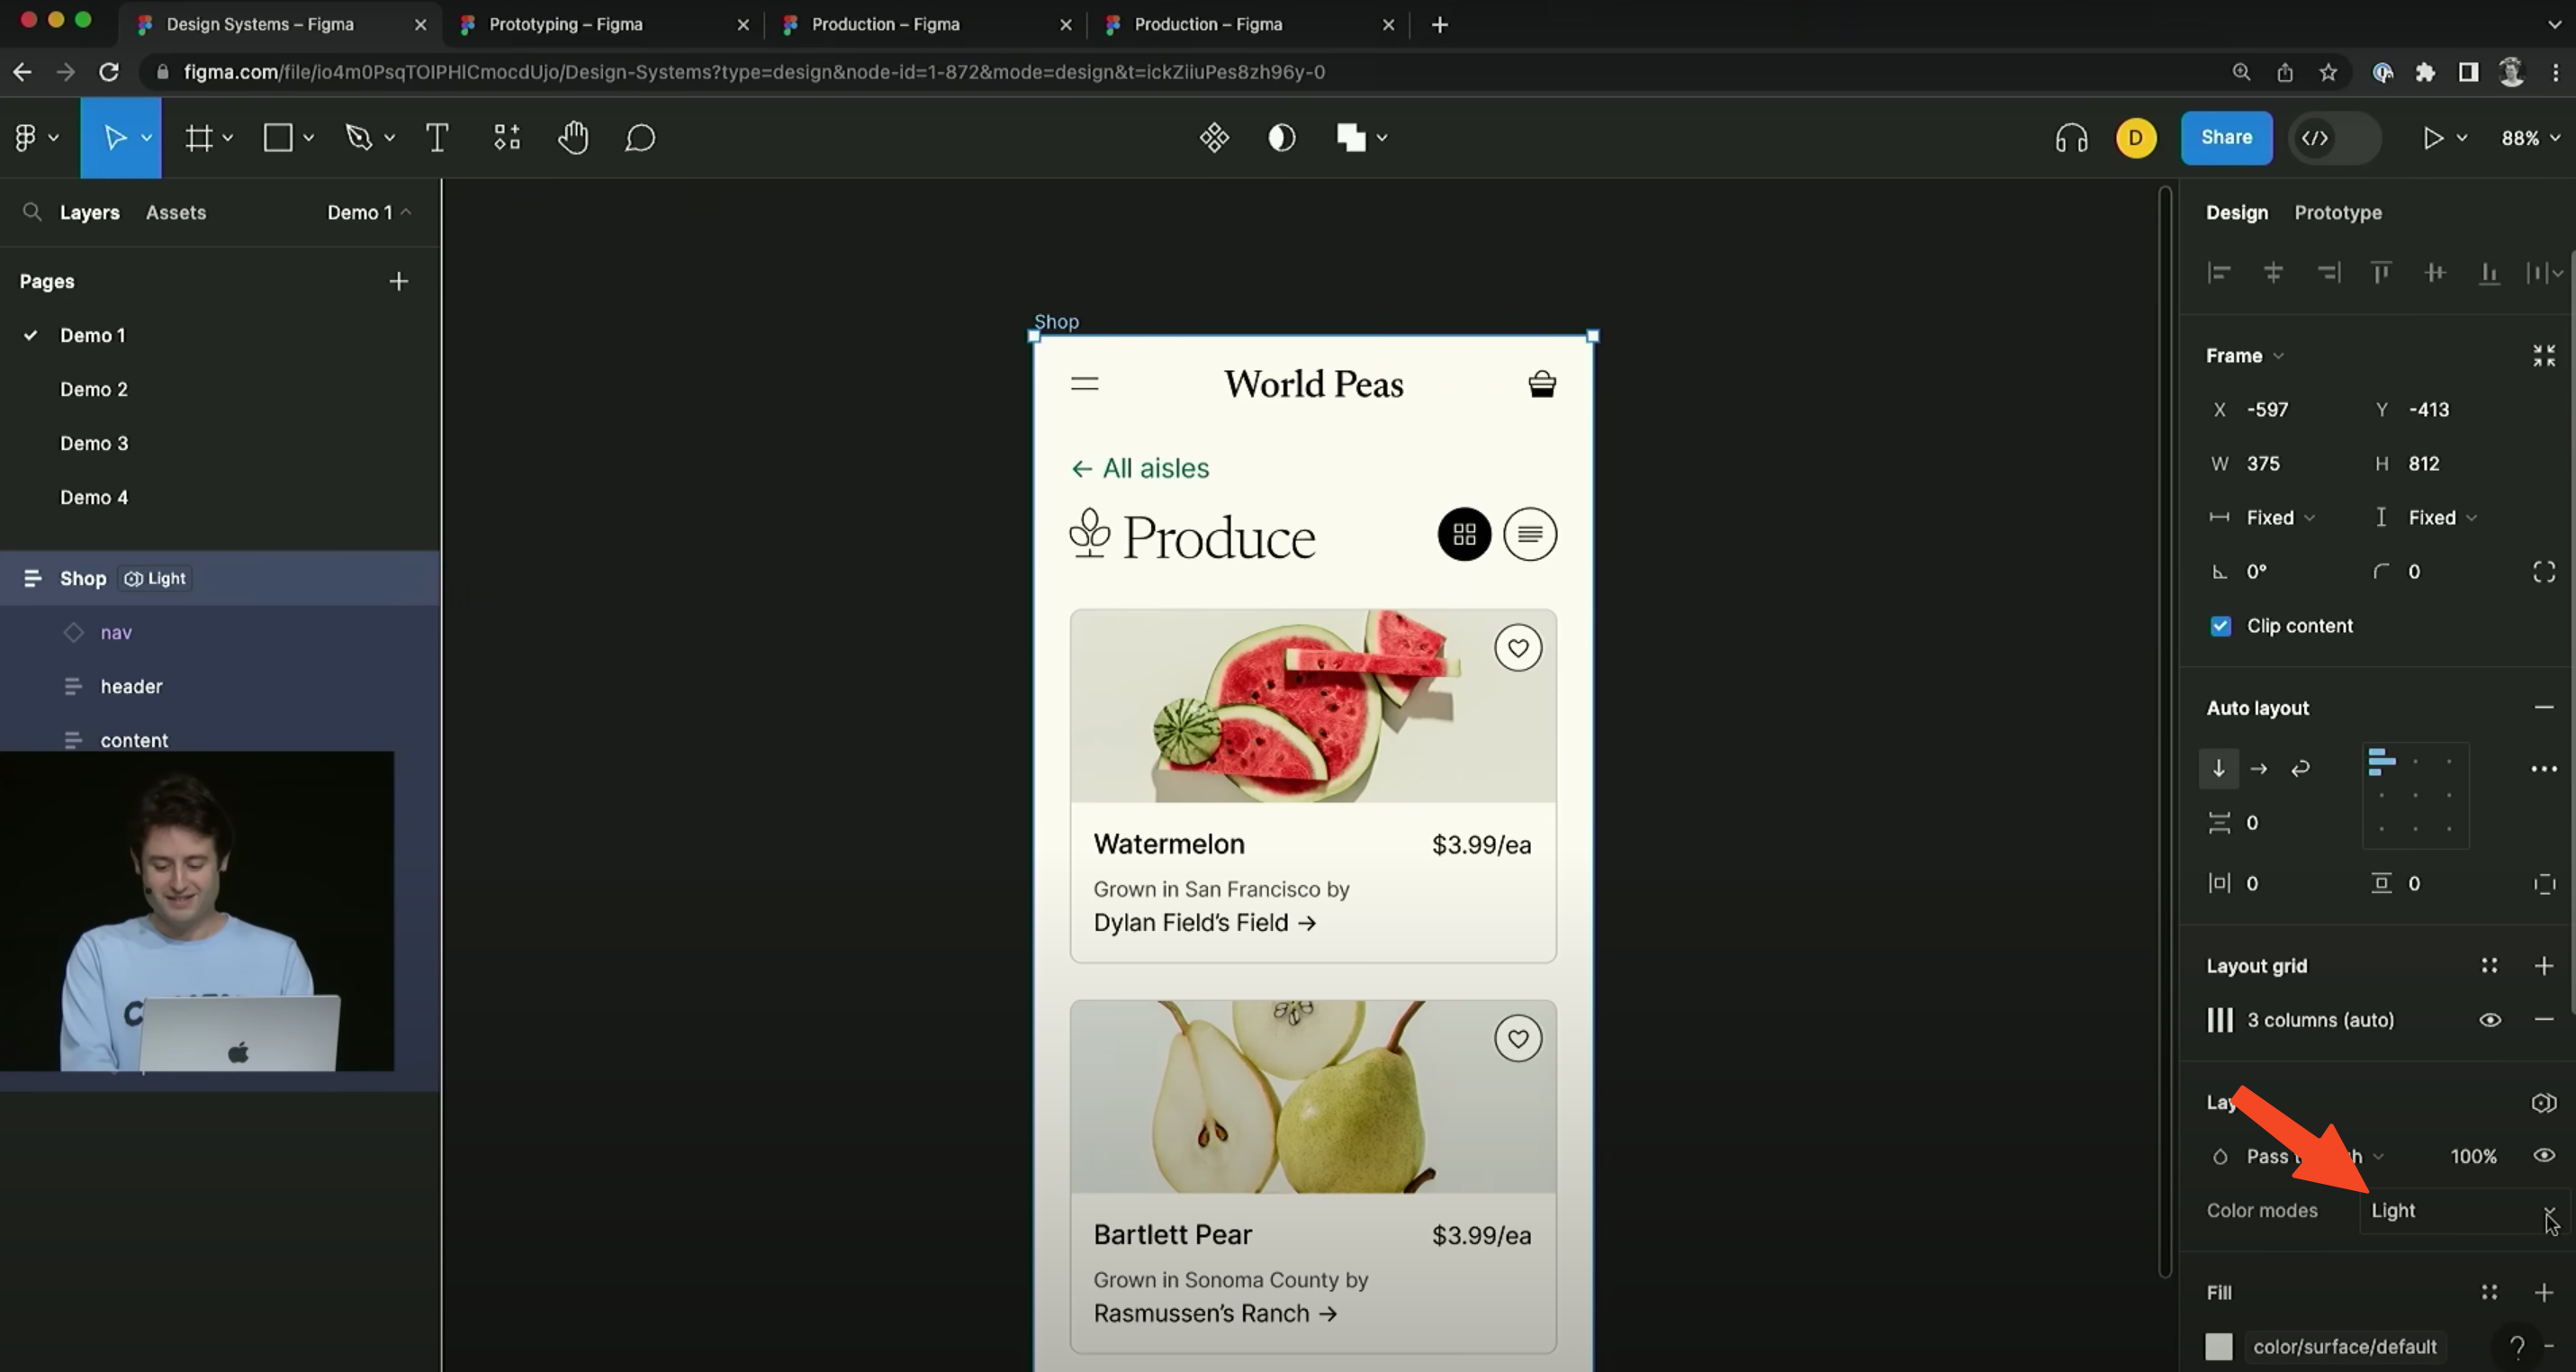 Design Systems – Figma
Prototyping – Figma
Production – Figma
Production – Figma
figma.com/file/io4m0PsqTOIPHICmocdUjo/Design-Systems?type=design&node-id=1-872&mode=design&t=ickZiiuPes8zh96y-0
D
Share
88%
Layers
Assets
Demo 1
Pages
Demo 1
Demo 2
Demo 3
Demo 4
Shop
Light
nav
header
content
Shop
World Peas
← All aisles
Produce
Watermelon
$3.99/ea
Grown in San Francisco by
Dylan Field's Field →
Bartlett Pear
$3.99/ea
Grown in Sonoma County by
Rasmussen's Ranch →
Design
Prototype
Frame
X -597
Y -413
W 375
H 812
Fixed
Fixed
0°
0
Clip content
Auto layout
0
0
0
Layout grid
3 columns (auto)
100%
Color modes
Light
Fill
color/surface/default
?